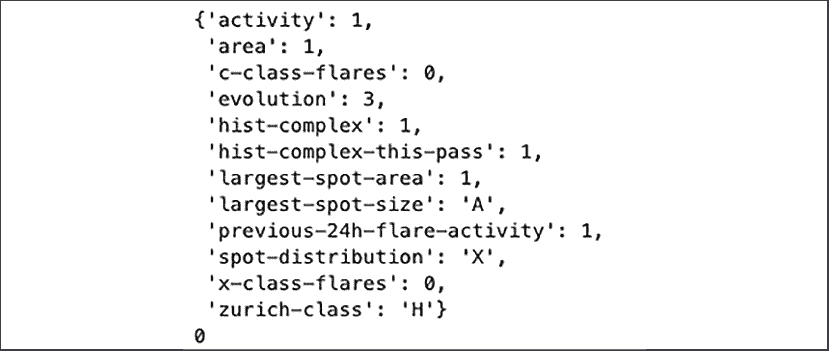 {'activity': 1,
'area': 1,
'c-class-flares': 0,
'evolution': 3,
'hist-complex': 1,
'hist-complex-this-pass': 1,
'largest-spot-area': 1,
'largest-spot-size': 'A',
'previous-24h-flare-activity': 1,
'spot-distribution': 'X',
'x-class-flares': 0,
'zurich-class': 'H'}
0